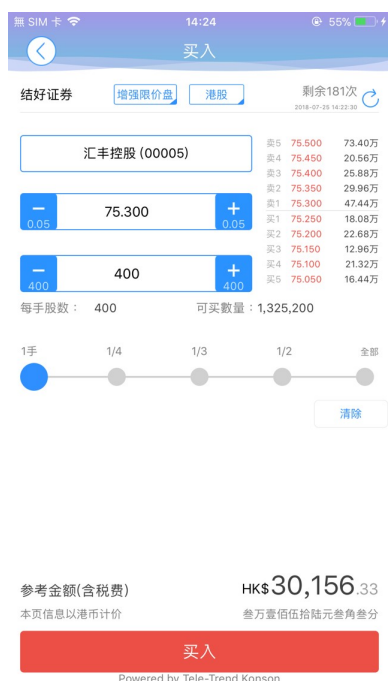 無 SIM 卡 14:24 55%
买入
结好证券 增强限价盘 港股 剩余181次
2018-07-25 14:22:30
汇丰控股 (00005)
− 75.300 +
0.05 0.05
− 400 +
400 400
卖5 75.500 73.40万
卖4 75.450 20.56万
卖3 75.400 25.88万
卖2 75.350 29.96万
卖1 75.300 47.44万
买1 75.250 18.08万
买2 75.200 22.68万
买3 75.150 12.96万
买4 75.100 21.32万
买5 75.050 16.44万
每手股数： 400 可买數量：1,325,200
1手 1/4 1/3 1/2 全部
清除
参考金额(含税费) HK$30,156.33
本页信息以港币计价 叁万壹佰伍拾陆元叁角叁分
买入
Powered by Tele-Trend Konson